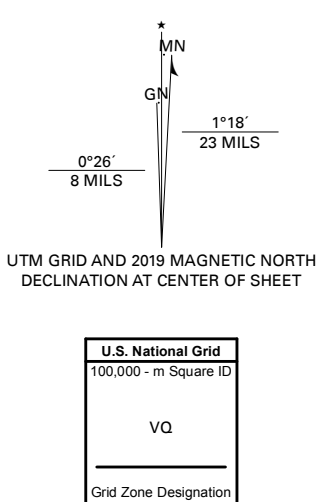 ★
MN
GN
1°18´
23 MILS
0°26´
8 MILS
UTM GRID AND 2019 MAGNETIC NORTH
DECLINATION AT CENTER OF SHEET
U.S. National Grid
100,000 - m Square ID
VQ
Grid Zone Designation